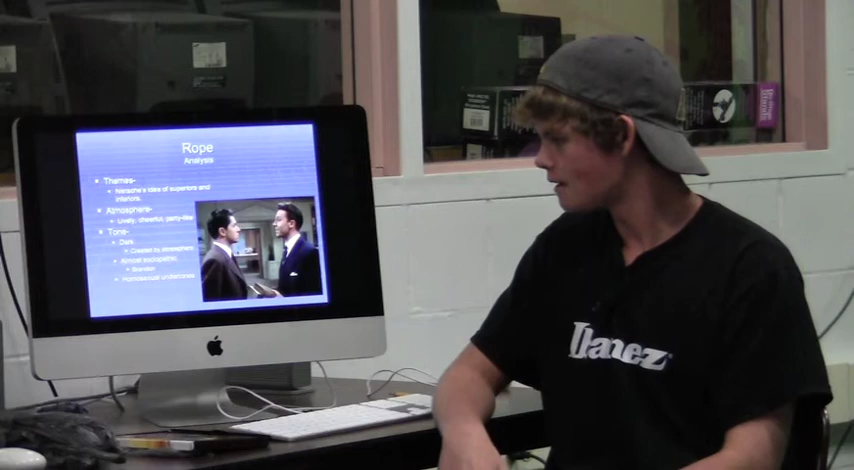 Rope
Analysis
Themes-
Nietsche's idea of superiors and
inferiors.
Atmosphere-
Lively, cheerful, party-like
Tone-
Dark
Created by atmosphere
Almost sociopathic
Brandon
Homosexual undertones
Ibanez